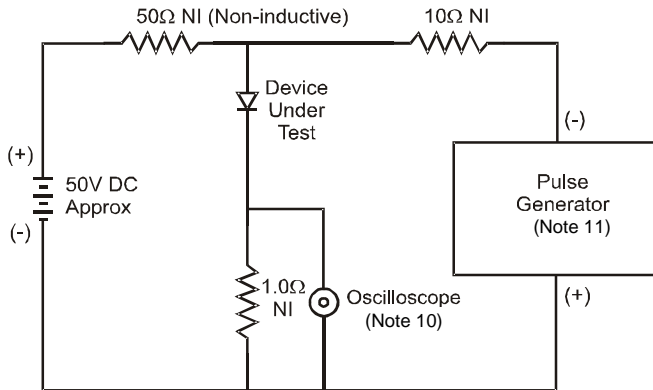 50Ω NI (Non-inductive)
10Ω NI
Device
Under
Test
(+)
50V DC
Approx
(-)
(-)
Pulse
Generator
(Note 11)
(+)
1.0Ω
NI
Oscilloscope
(Note 10)